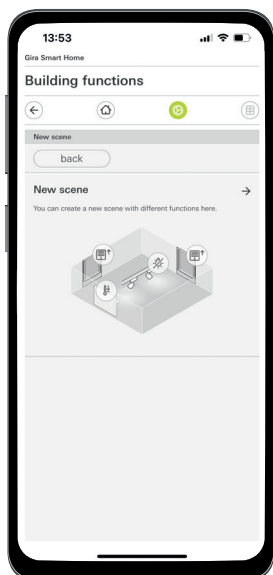 13:53
Gira Smart Home
Building functions
New scene
back
New scene
You can create a new scene with different functions here.